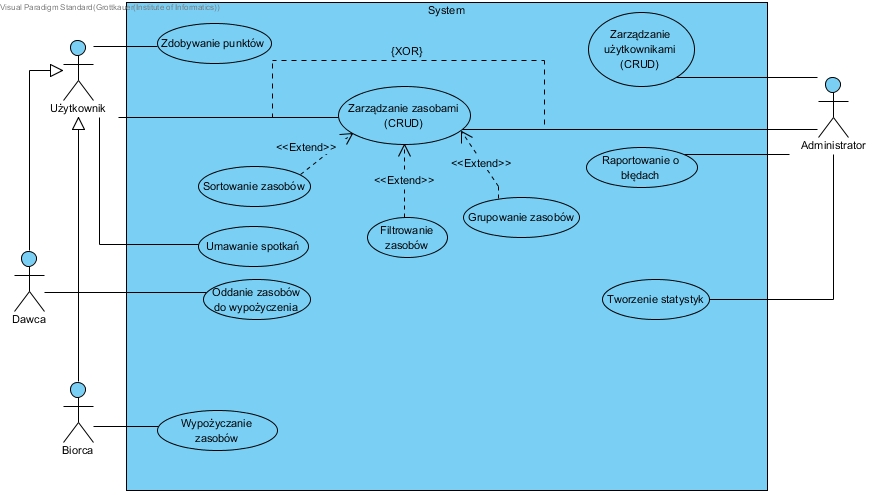 Visual Paradigm Standard(Grottkauer(Institute of Informatics))
System
Zdobywanie punktów
Zarządzanie
użytkownikami
(CRUD)
{XOR}
Użytkownik
Zarządzanie zasobami
(CRUD)
Administrator
<<Extend>>
<<Extend>>
<<Extend>>
Raportowanie o
błędach
Sortowanie zasobów
Grupowanie zasobów
Filtrowanie
zasobów
Umawianie spotkań
Oddanie zasobów
do wypożyczenia
Tworzenie statystyk
Dawca
Wypożyczanie
zasobów
Biorca